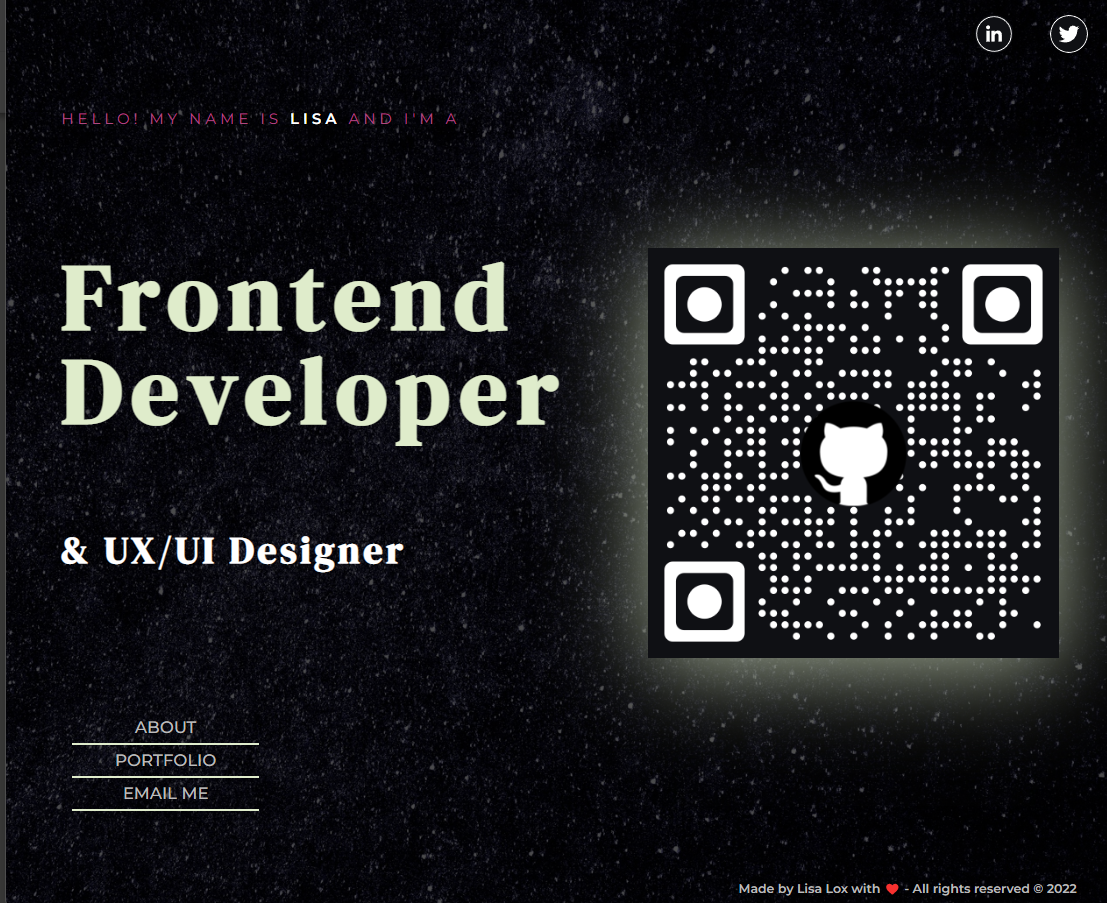 in
HELLO! MY NAME IS LISA AND I'M A
Frontend
Developer
& UX/UI Designer
ABOUT
PORTFOLIO
EMAIL ME
Made by Lisa Lox with ❤️ - All rights reserved © 2022